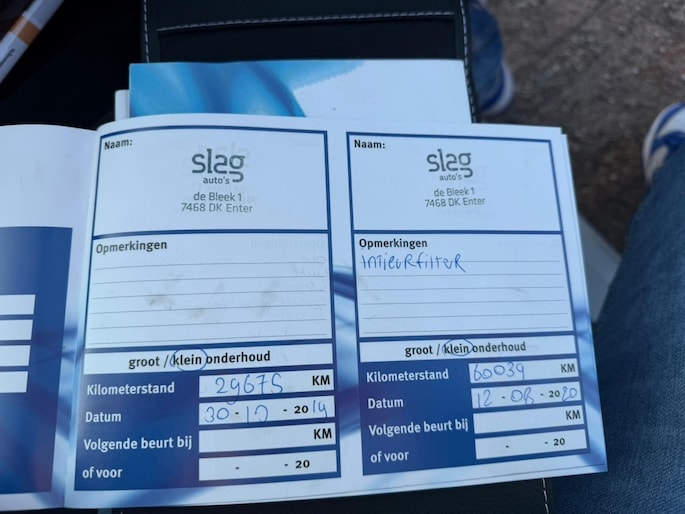 Naam:
slag
auto's
de Bleek 1
7468 DK Enter
Opmerkingen
groot / klein onderhoud
Kilometerstand 29675 KM
Datum 30 - 10 - 2014
Volgende beurt bij KM
of voor - - 20
Naam:
slag
auto's
de Bleek 1
7468 DK Enter
Opmerkingen
INTIEURFILTER
groot / klein onderhoud
Kilometerstand 60039 KM
Datum 12 - 08 - 2020
Volgende beurt bij KM
of voor - - 20